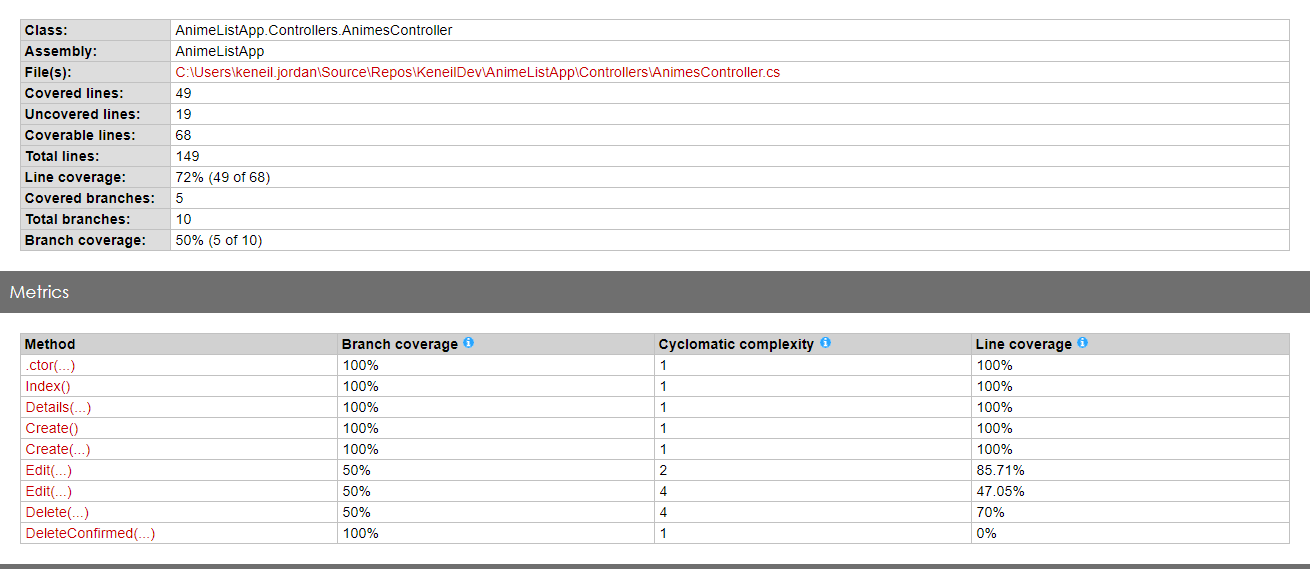 Class: AnimeListApp.Controllers.AnimesController
Assembly: AnimeListApp
File(s): C:\Users\keneil.jordan\Source\Repos\KeneilDev\AnimeListApp\Controllers\AnimesController.cs
Covered lines: 49
Uncovered lines: 19
Coverable lines: 68
Total lines: 149
Line coverage: 72% (49 of 68)
Covered branches: 5
Total branches: 10
Branch coverage: 50% (5 of 10)
Metrics
Method Branch coverage Cyclomatic complexity Line coverage
.ctor(...) 100% 1 100%
Index() 100% 1 100%
Details(...) 100% 1 100%
Create() 100% 1 100%
Create(...) 100% 1 100%
Edit(...) 50% 2 85.71%
Edit(...) 50% 4 47.05%
Delete(...) 50% 4 70%
DeleteConfirmed(...) 100% 1 0%